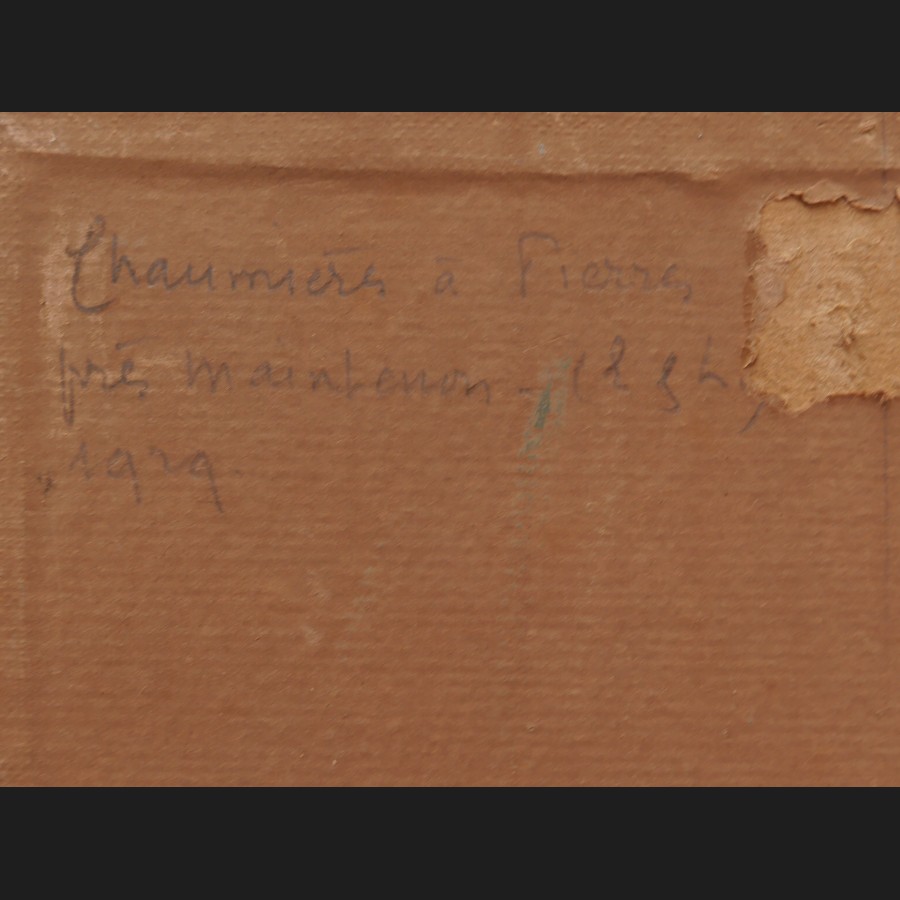 Chaumières à Pierres
près Maintenon - (E & L)
1929.